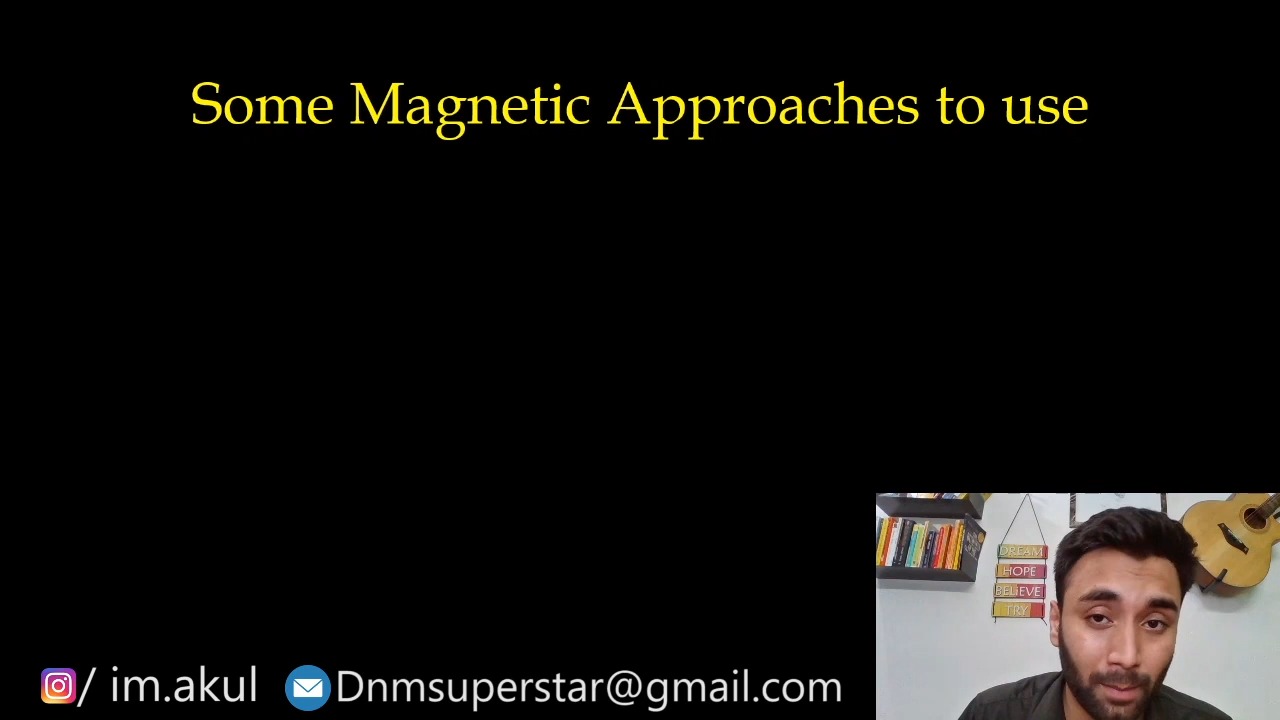 Some Magnetic Approaches to use
DREAM
HOPE
BELiEVE
TRY
/ im.akul
Dnmsuperstar@gmail.com